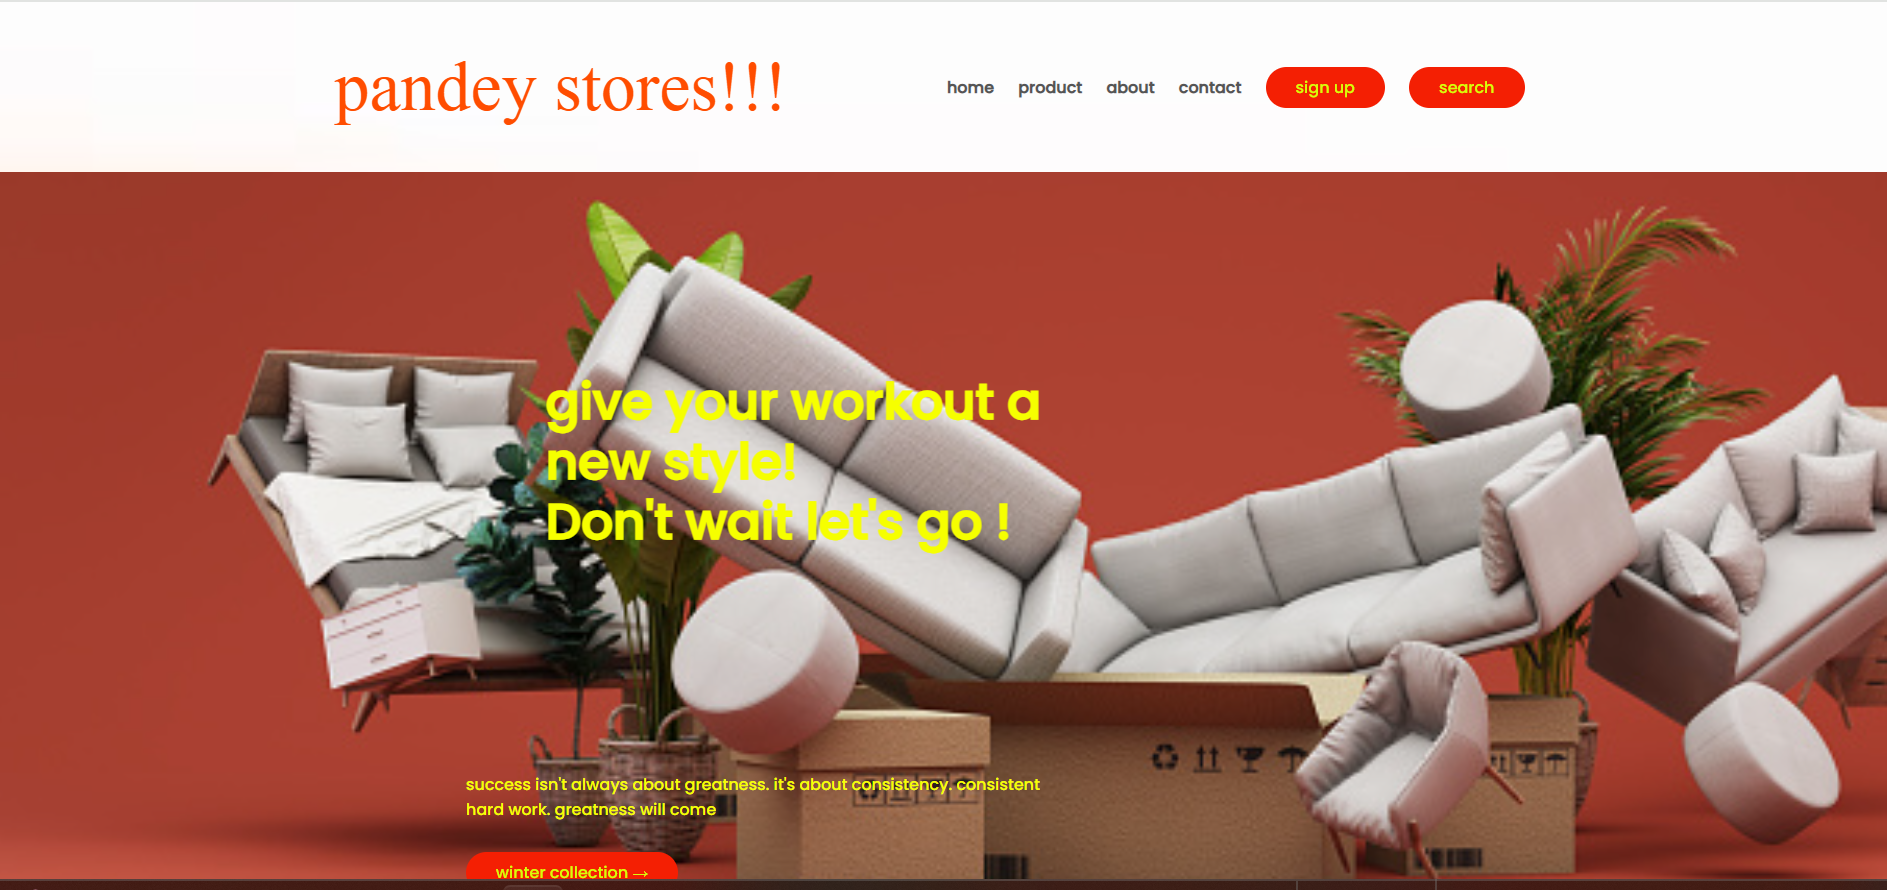 pandey stores!!!
home product about contact sign up search
give your workout a
new style!
Don't wait let's go !
success isn't always about greatness. it's about consistency. consistent
hard work. greatness will come
winter collection →